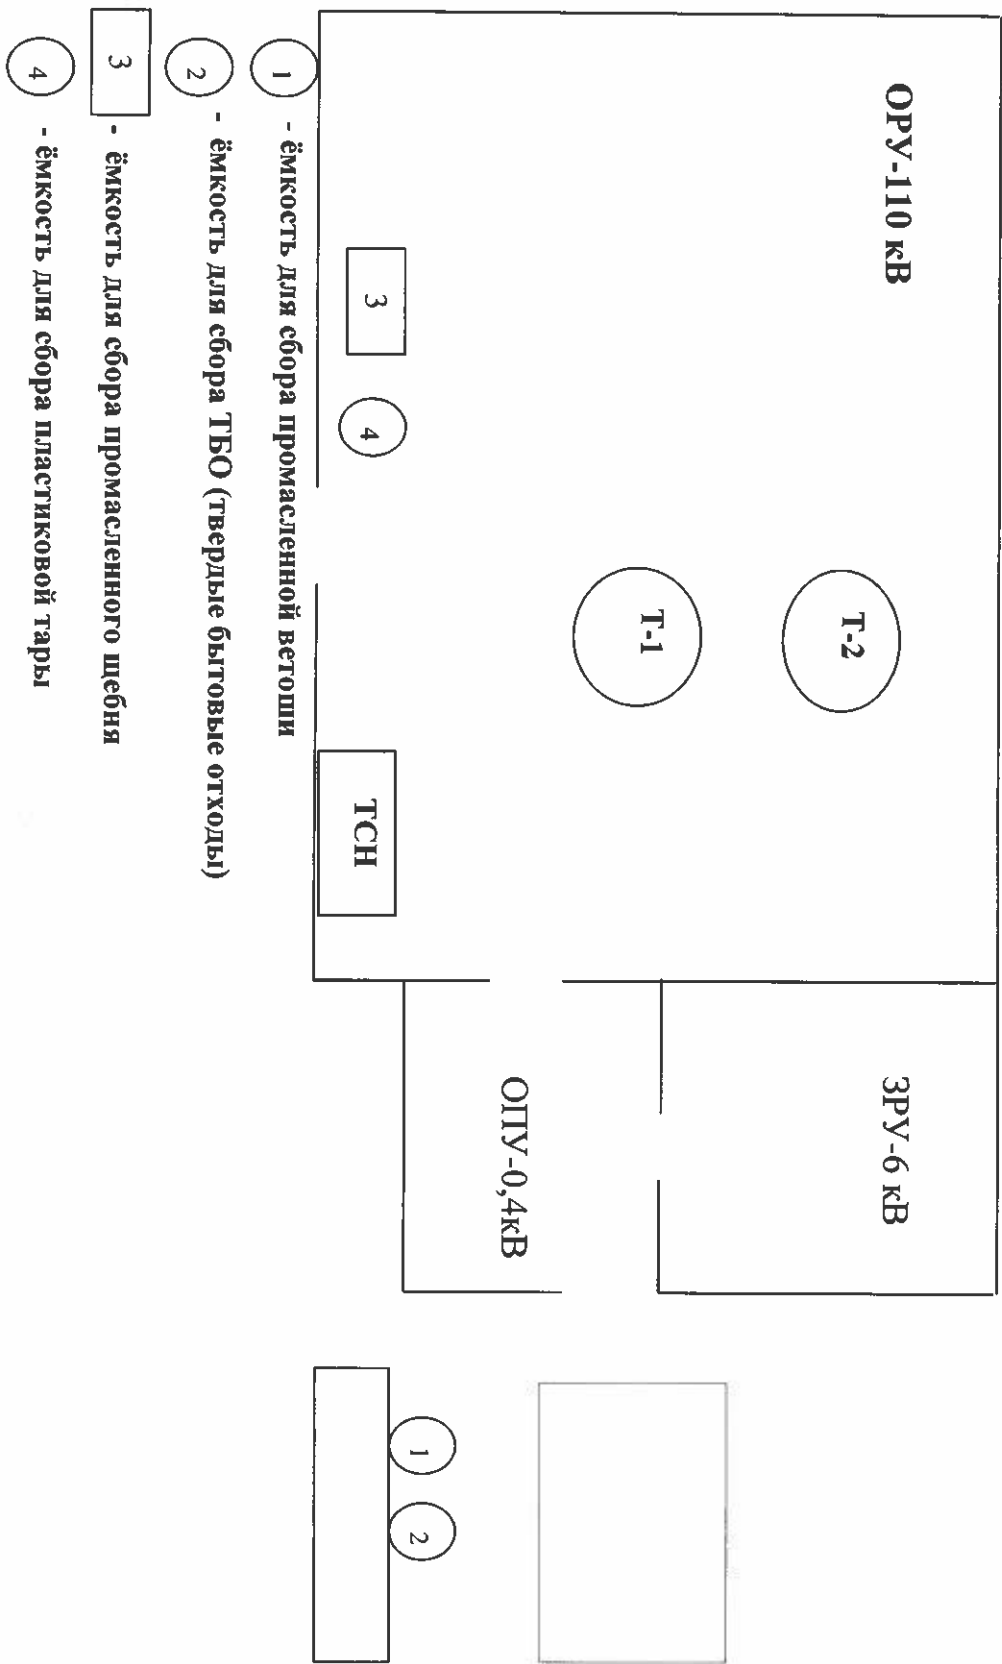 ОРУ-110 кВ
ЗРУ-6 кВ
Т-2
Т-1
ОПУ-0,4кВ
3
4
ТСН
1
2
1 - ёмкость для сбора промасленной ветоши
2 - ёмкость для сбора ТБО (твердые бытовые отходы)
3 - ёмкость для сбора промасленного щебня
4 - ёмкость для сбора пластиковой тары